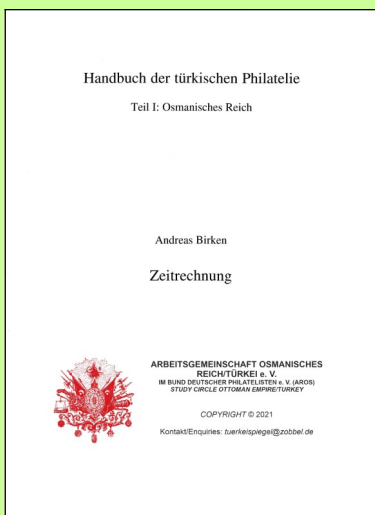 Handbuch der türkischen Philatelie
Teil I: Osmanisches Reich
Andreas Birken
Zeitrechnung
ARBEITSGEMEINSCHAFT OSMANISCHES
REICH/TÜRKEI e. V.
IM BUND DEUTSCHER PHILATELISTEN e. V. (AROS)
STUDY CIRCLE OTTOMAN EMPIRE/TURKEY
COPYRIGHT © 2021
Kontakt/Enquiries: tuerkeispiegel@zobbel.de